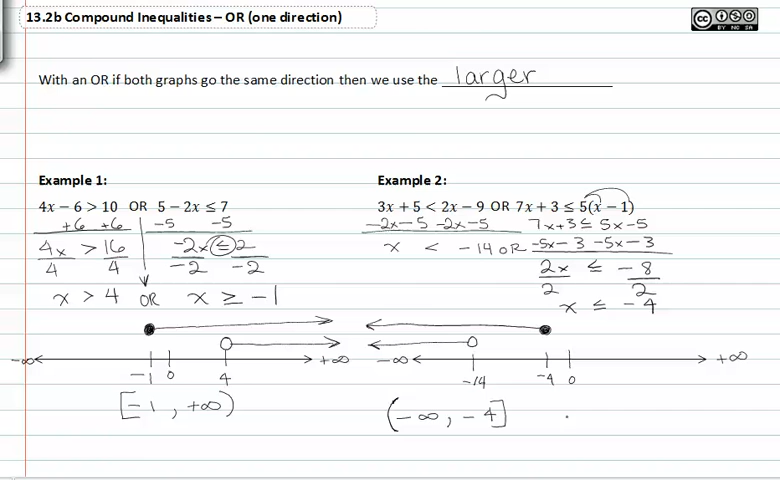 13.2b Compound Inequalities – OR (one direction)
CC BY NC SA
With an OR if both graphs go the same direction then we use the larger
Example 1:
4x − 6 > 10 OR 5 − 2x ≤ 7
+6 +6 −5 −5
4x > 16 −2x ≤ 2
4 4 −2 −2
x > 4 OR x ≥ −1
−∞ +∞
−1 0 4
[−1, +∞)
Example 2:
3x + 5 < 2x − 9 OR 7x + 3 ≤ 5(x − 1)
−2x − 5 −2x − 5 7x + 3 ≤ 5x − 5
x < −14 OR −5x − 3 −5x − 3
2x ≤ −8
2 2
x ≤ −4
−∞ +∞
−14 −4 0
(−∞, −4]